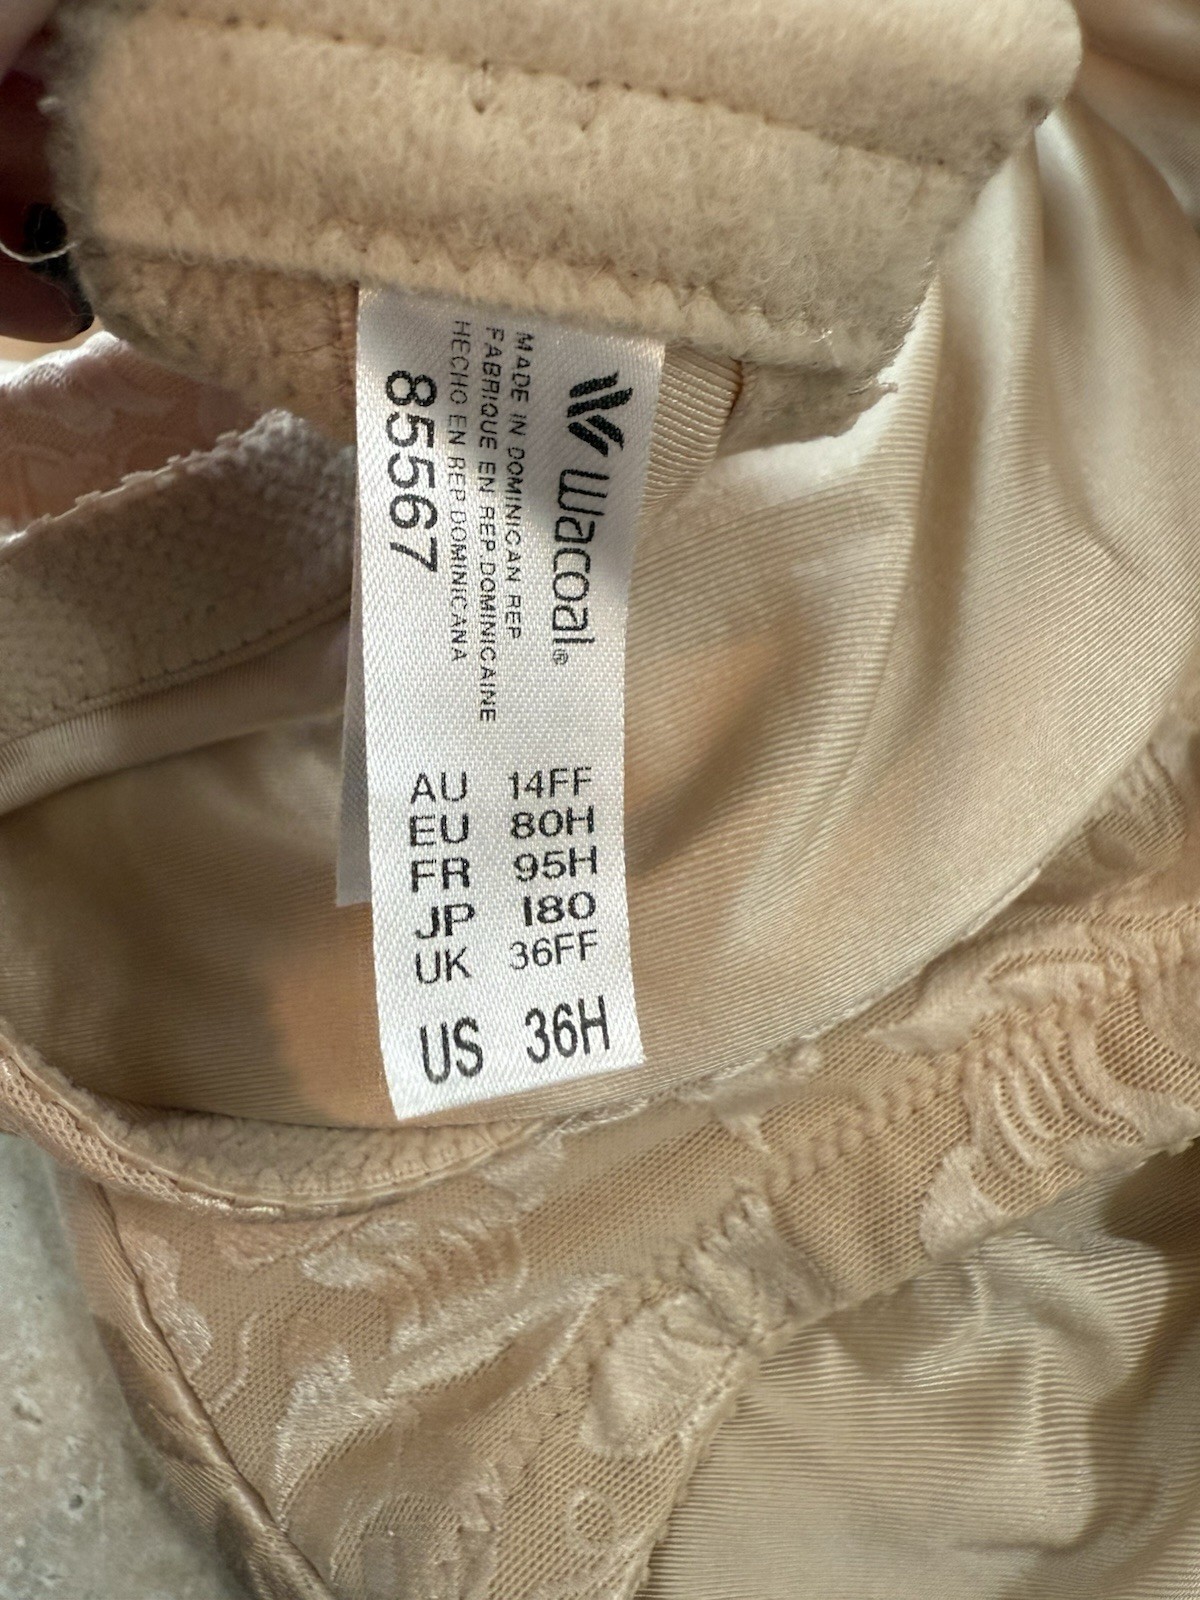 wacoal®
MADE IN DOMINICAN REP
FABRIQUE EN REP.DOMINICAINE
HECHO EN REP DOMINICANA
85567
AU 14FF
EU 80H
FR 95H
JP I80
UK 36FF
US 36H